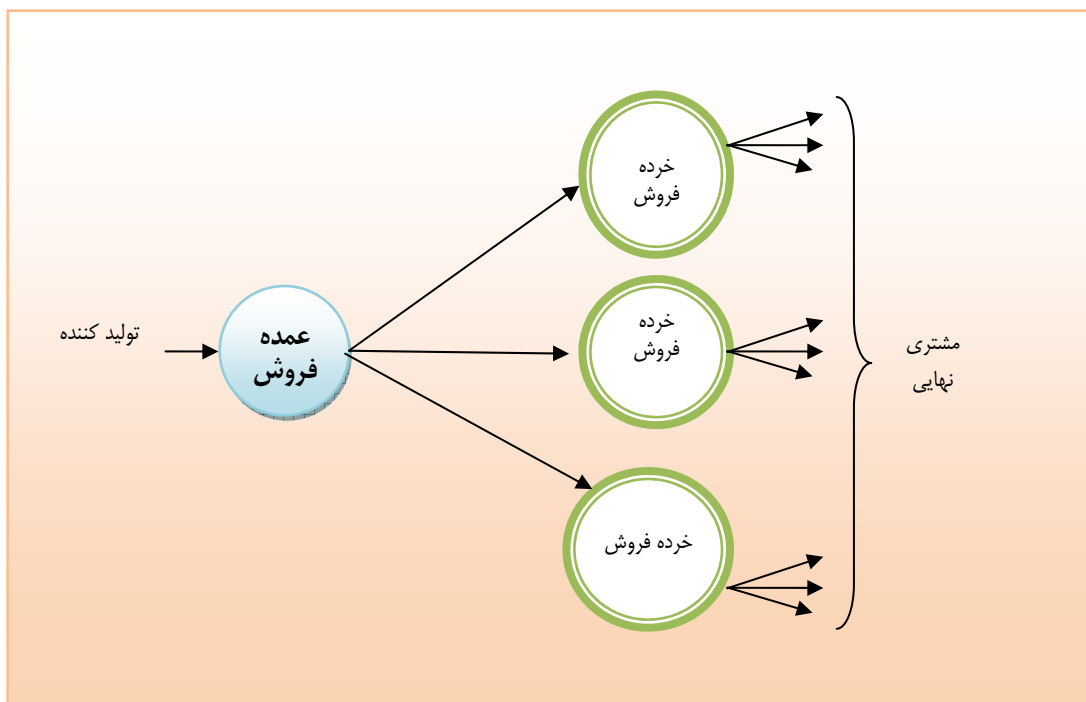 تولید کننده
عمده
فروش
خرده
فروش
خرده
فروش
خرده فروش
مشتری
نهایی